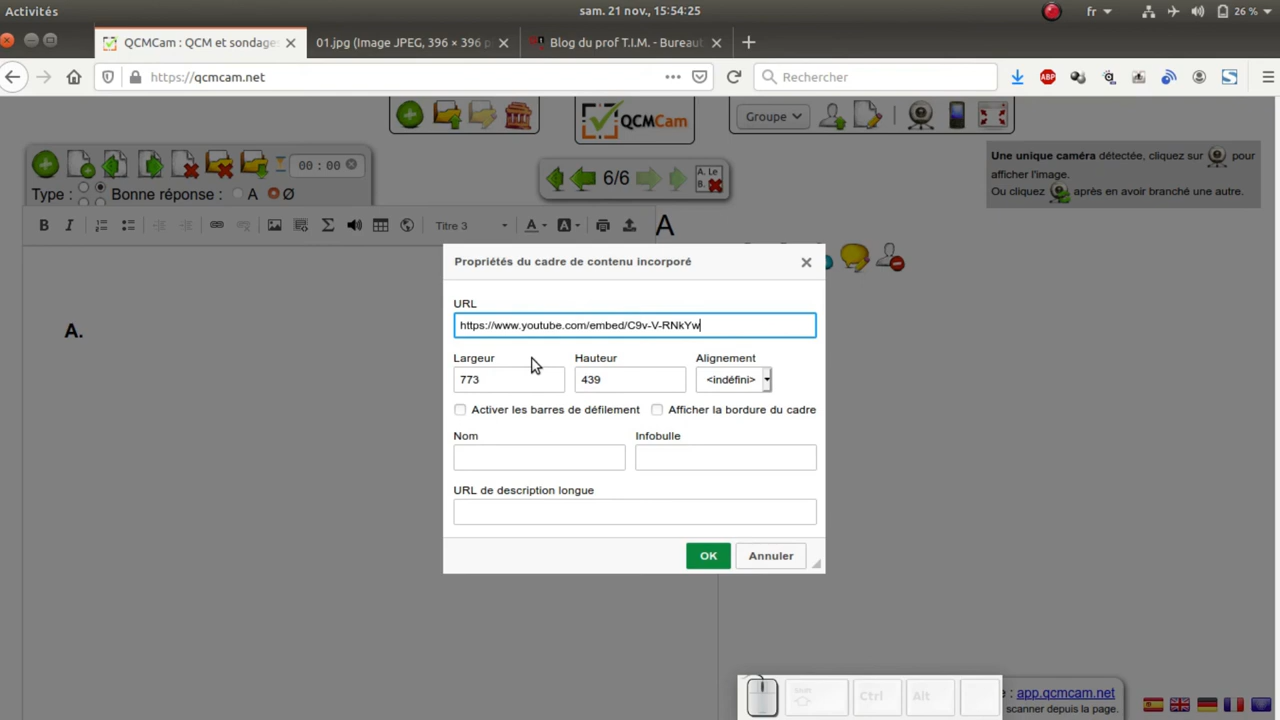 Activités
sam. 21 nov., 15:54:25
fr
26 %
QCMCam : QCM et sondage
01.jpg (Image JPEG, 396 × 396 p
Blog du prof T.I.M. - Bureaut
https://qcmcam.net
Rechercher
ABP
S
QCMCam
Groupe
00 : 00
Type :
Bonne réponse :
A
Ø
6/6
A. Le
B.
Une unique caméra détectée, cliquez sur pour
afficher l'image.
Ou cliquez après en avoir branché une autre.
B
I
Σ
Titre 3
A
A
A
A.
Propriétés du cadre de contenu incorporé
URL
https://www.youtube.com/embed/C9v-V-RNkYw
Largeur
Hauteur
Alignement
773
439
<indéfini>
Activer les barres de défilement
Afficher la bordure du cadre
Nom
Infobulle
URL de description longue
OK
Annuler
Shift
Ctrl
Alt
: app.qcmcam.net
scanner depuis la page.